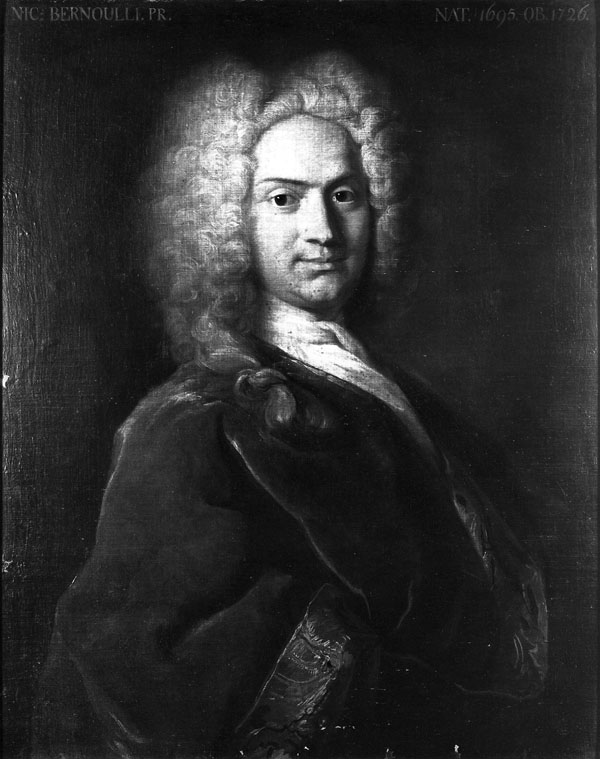 NIC: BERNOULLI. PR.
NAT. 1695. OB. 1726.